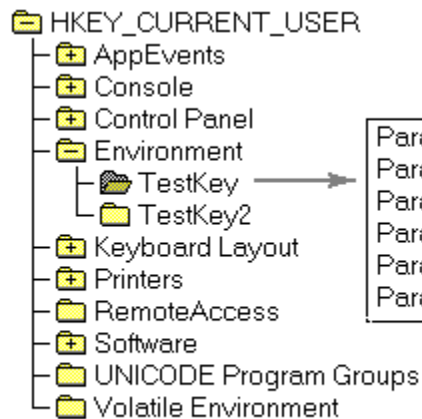 HKEY_CURRENT_USER
AppEvents
Console
Control Panel
Environment
TestKey
TestKey2
Keyboard Layout
Printers
RemoteAccess
Software
UNICODE Program Groups
Volatile Environment
Para
Para
Para
Para
Para
Para